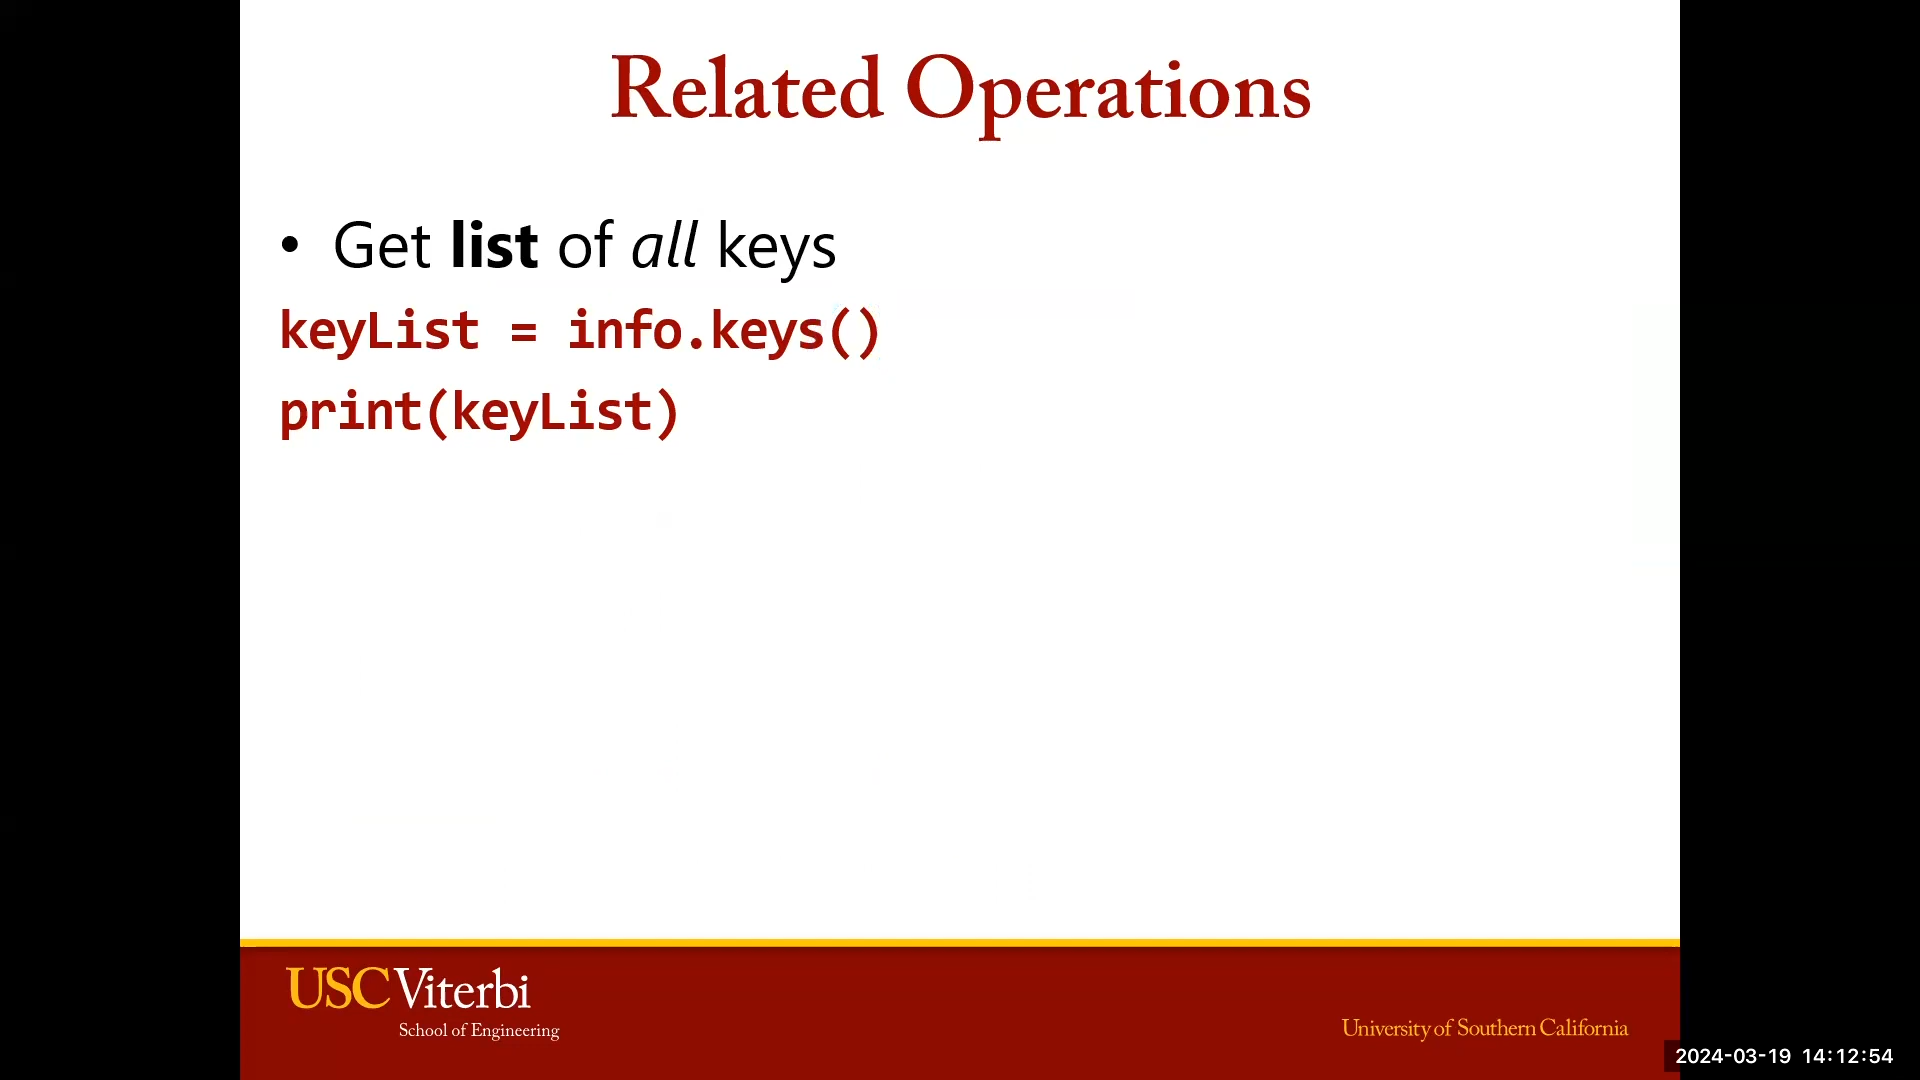 Related Operations
• Get list of all keys
keyList = info.keys()
print(keyList)
USC Viterbi
School of Engineering
University of Southern California
2024-03-19 14:12:54